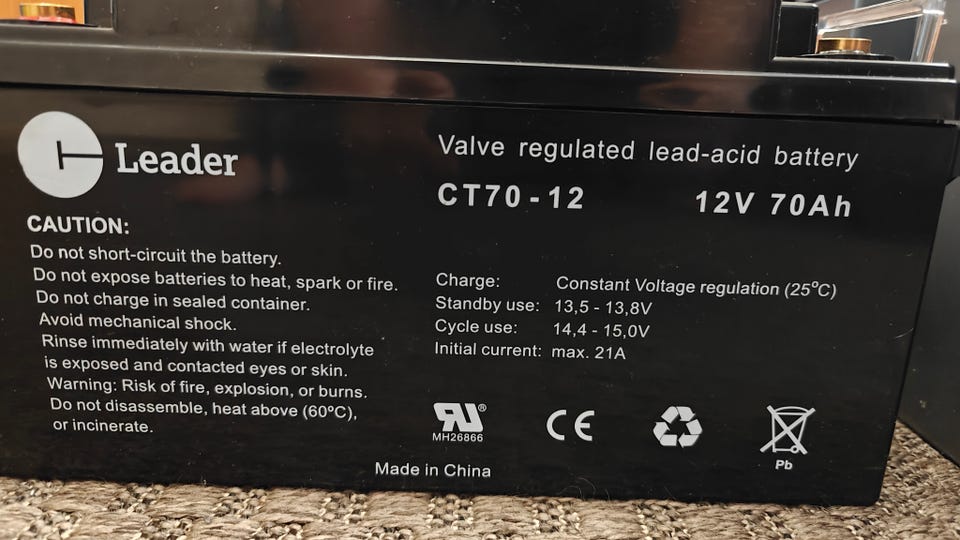 Leader
Valve regulated lead-acid battery
CT70-12 12V 70Ah
CAUTION:
Do not short-circuit the battery.
Do not expose batteries to heat, spark or fire.
Do not charge in sealed container.
Avoid mechanical shock.
Rinse immediately with water if electrolyte
is exposed and contacted eyes or skin.
Warning: Risk of fire, explosion, or burns.
Do not disassemble, heat above (60ºC),
or incinerate.
Charge: Constant Voltage regulation (25ºC)
Standby use: 13,5 - 13,8V
Cycle use: 14,4 - 15,0V
Initial current: max. 21A
RU®
MH26866
CE
Pb
Made in China